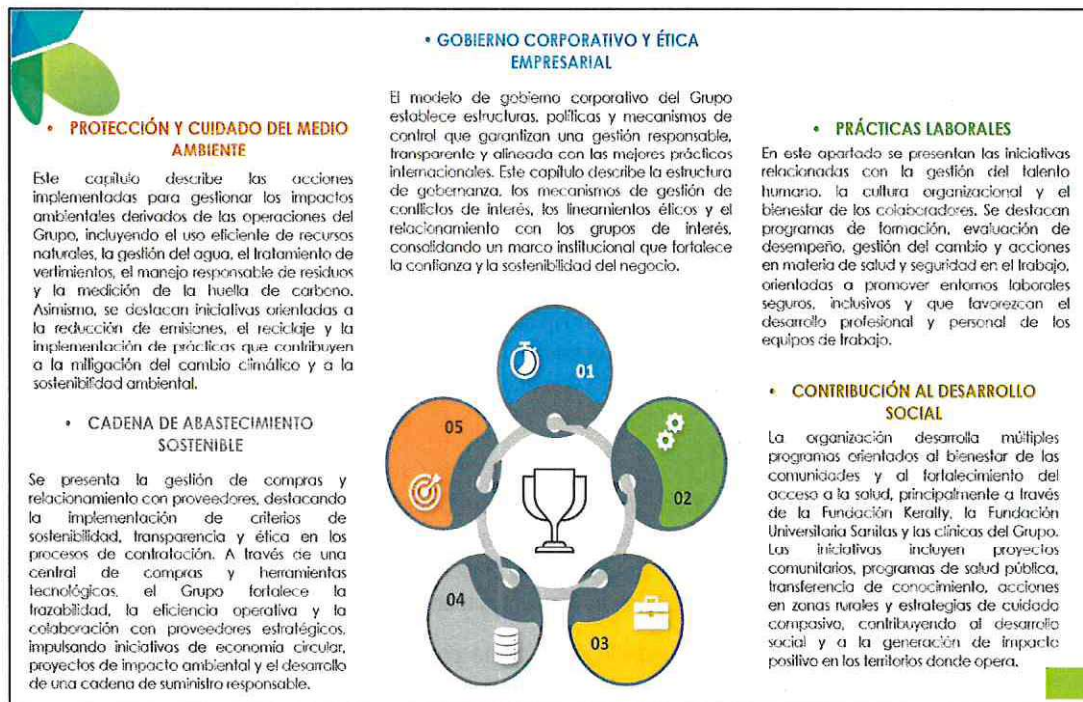 • GOBIERNO CORPORATIVO Y ÉTICA
EMPRESARIAL
El modelo de gobierno corporativo del Grupo
establece estructuras, políticas y mecanismos de
control que garantizan una gestión responsable,
transparente y alineada con las mejores prácticas
internacionales. Este capítulo describe la estructura
de gobernanza, los mecanismos de gestión de
conflictos de interés, los lineamientos éticos y el
relacionamiento con los grupos de interés,
consolidando un marco institucional que fortalece
la confianza y la sostenibilidad del negocio.
• PROTECCIÓN Y CUIDADO DEL MEDIO
AMBIENTE
Este capítulo describe las acciones
implementadas para gestionar los impactos
ambientales derivados de las operaciones del
Grupo, incluyendo el uso eficiente de recursos
naturales, la gestión del agua, el tratamiento de
vertimientos, el manejo responsable de residuos
y la medición de la huella de carbono.
Asimismo, se destacan iniciativas orientadas a
la reducción de emisiones, el reciclaje y la
implementación de prácticas que contribuyen
a la mitigación del cambio climático y a la
sostenibilidad ambiental.
• CADENA DE ABASTECIMIENTO
SOSTENIBLE
Se presenta la gestión de compras y
relacionamiento con proveedores, destacando
la implementación de criterios de
sostenibilidad, transparencia y ética en los
procesos de contratación. A través de una
central de compras y herramientas
tecnológicas, el Grupo fortalece la
trazabilidad, la eficiencia operativa y la
colaboración con proveedores estratégicos,
impulsando iniciativas de economía circular,
proyectos de impacto ambiental y el desarrollo
de una cadena de suministro responsable.
01
02
03
04
05
• PRÁCTICAS LABORALES
En este apartado se presentan las iniciativas
relacionadas con la gestión del talento
humano, la cultura organizacional y el
bienestar de los colaboradores. Se destacan
programas de formación, evaluación de
desempeño, gestión del cambio y acciones
en materia de salud y seguridad en el trabajo,
orientadas a promover entornos laborales
seguros, inclusivos y que favorezcan el
desarrollo profesional y personal de los
equipos de trabajo.
• CONTRIBUCIÓN AL DESARROLLO
SOCIAL
La organización desarrolla múltiples
programas orientados al bienestar de las
comunidades y al fortalecimiento del
acceso a la salud, principalmente a través
de la Fundación Keralty, la Fundación
Universitaria Sanitas y las clínicas del Grupo.
Las iniciativas incluyen proyectos
comunitarios, programas de salud pública,
transferencia de conocimiento, acciones
en zonas rurales y estrategias de cuidado
compasivo, contribuyendo al desarrollo
social y a la generación de impacto
positivo en los territorios donde opera.